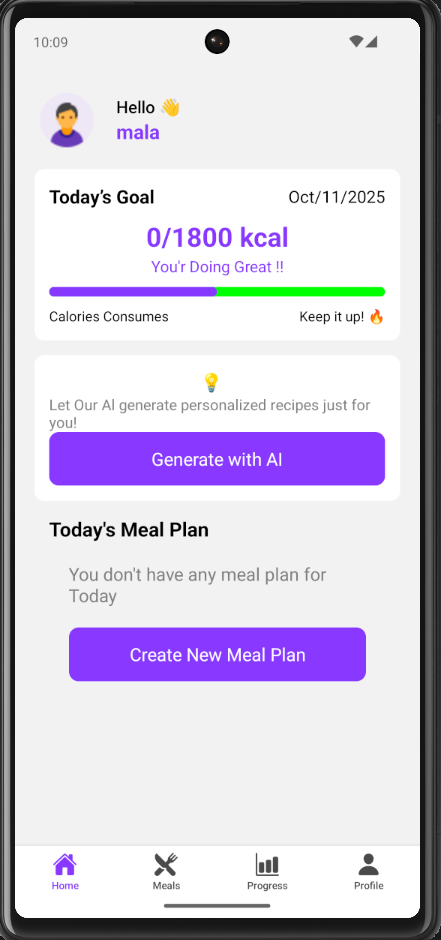 10:09
Hello 👋
mala
Today’s Goal
Oct/11/2025
0/1800 kcal
You'r Doing Great !!
Calories Consumes
Keep it up! 🔥
💡
Let Our AI generate personalized recipes just for
you!
Generate with AI
Today's Meal Plan
You don't have any meal plan for
Today
Create New Meal Plan
Home
Meals
Progress
Profile